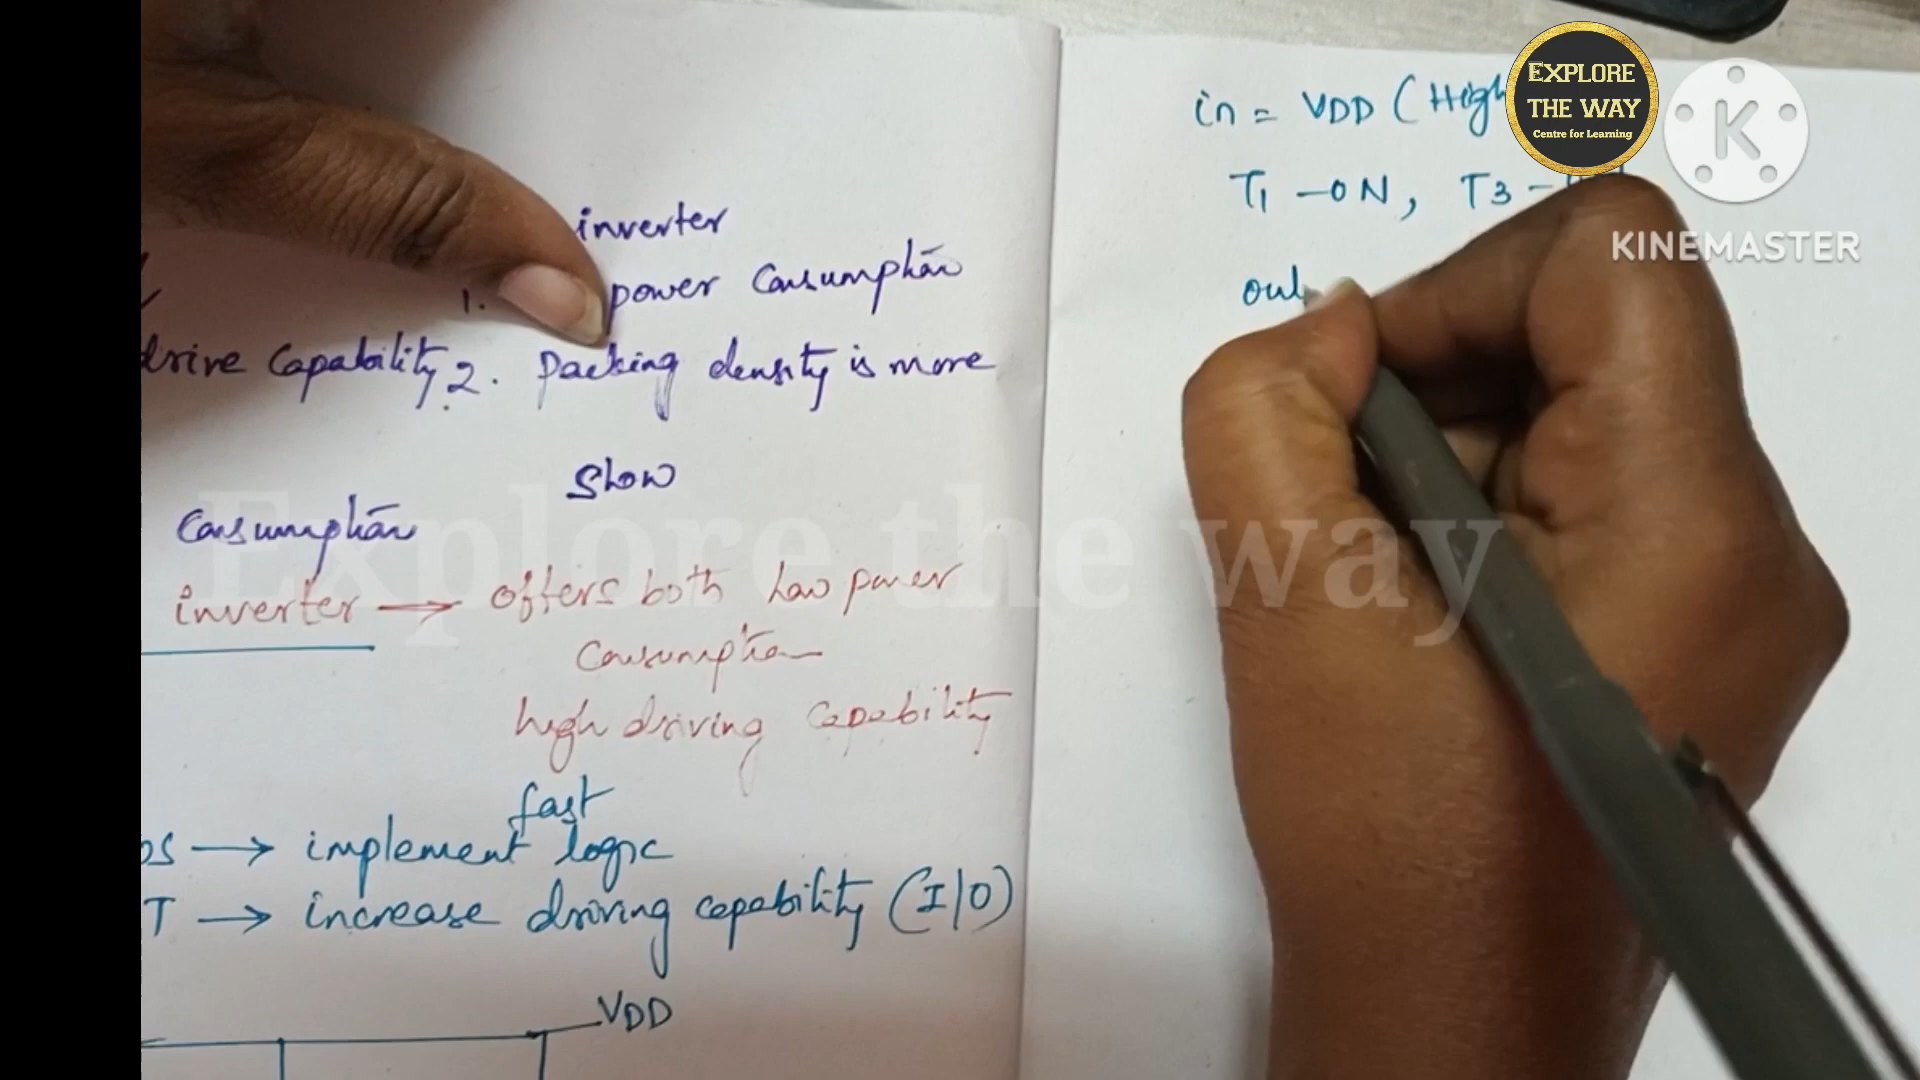 inverter
1. power consumption
drive capability 2. packing density is more
slow
consumption
inverter → offers both low power
consumption
high driving capability
fast
OS → implement logic
T → increase driving capability (I/O)
VDD
in = VDD (High
T1 - ON, T3 -
out
EXPLORE
THE WAY
Centre for Learning
K
KINEMASTER
Explore the way